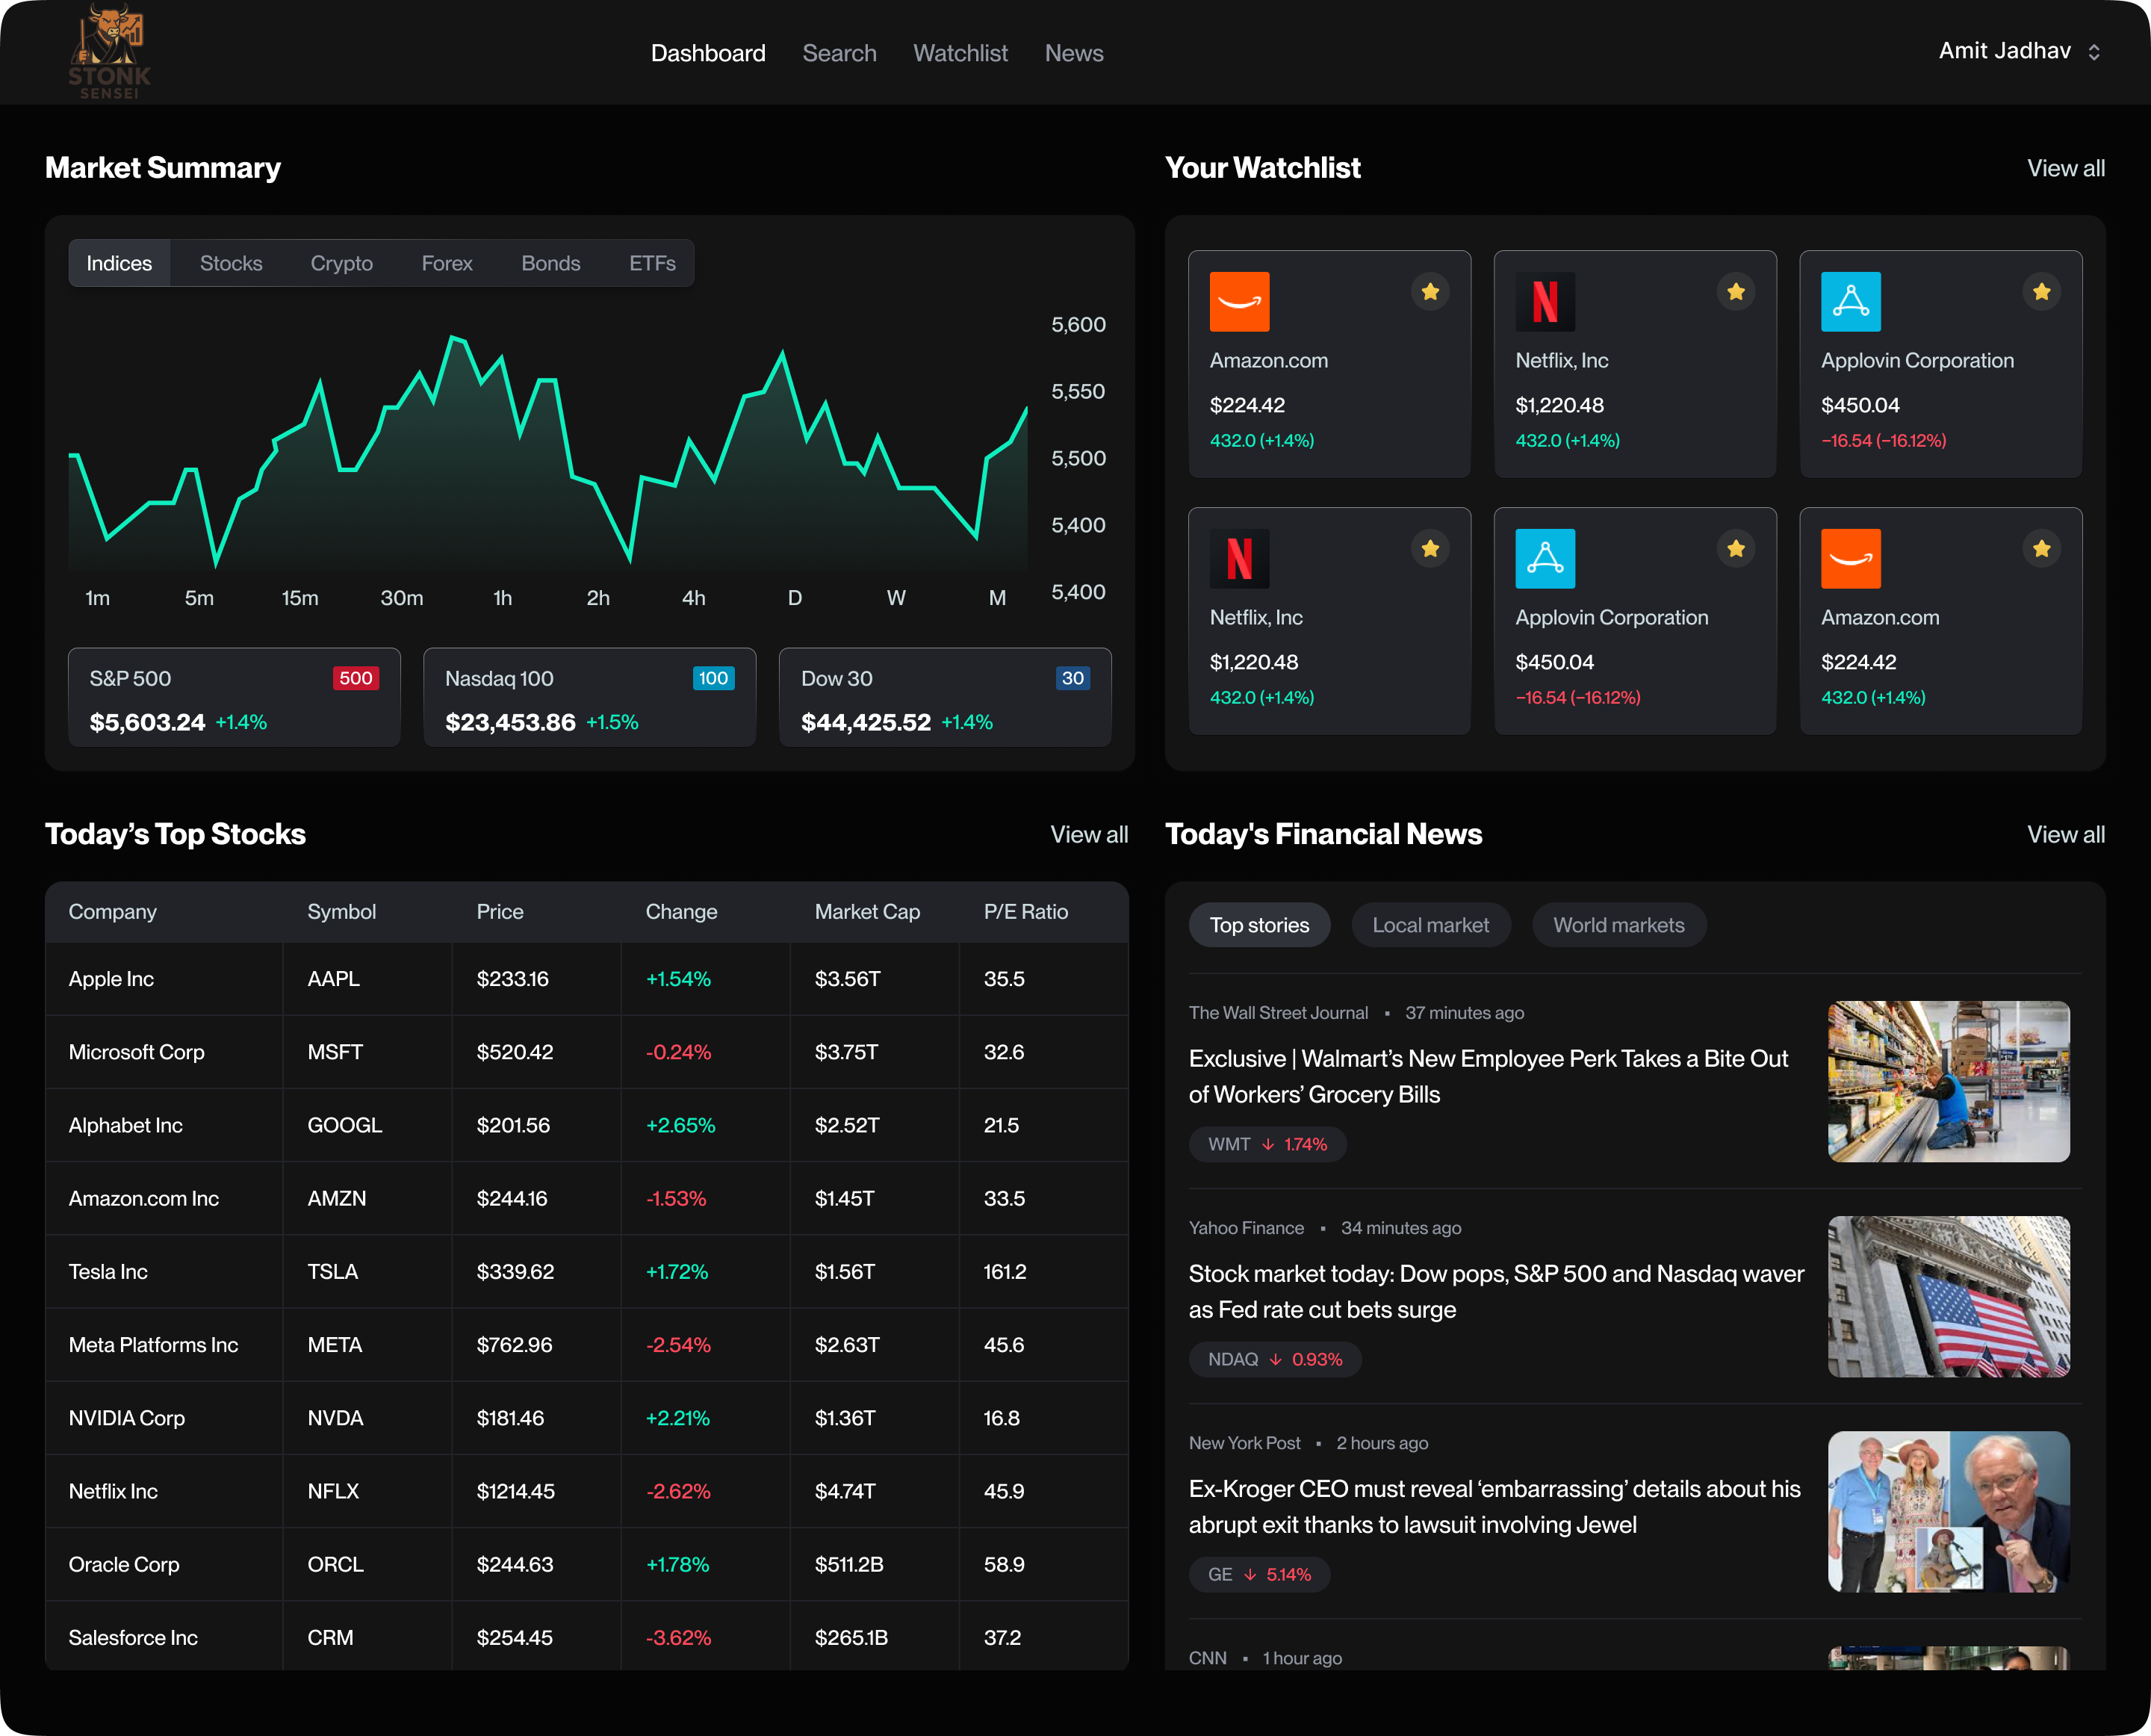 STONK
SENSEI
Dashboard Search Watchlist News
Amit Jadhav
Market Summary
Indices Stocks Crypto Forex Bonds ETFs
5,600
5,550
5,500
5,400
5,400
1m 5m 15m 30m 1h 2h 4h D W M
S&P 500 500
$5,603.24 +1.4%
Nasdaq 100 100
$23,453.86 +1.5%
Dow 30 30
$44,425.52 +1.4%
Your Watchlist View all
Amazon.com
$224.42
432.0 (+1.4%)
Netflix, Inc
$1,220.48
432.0 (+1.4%)
Applovin Corporation
$450.04
−16.54 (−16.12%)
Netflix, Inc
$1,220.48
432.0 (+1.4%)
Applovin Corporation
$450.04
−16.54 (−16.12%)
Amazon.com
$224.42
432.0 (+1.4%)
Today’s Top Stocks View all
Company Symbol Price Change Market Cap P/E Ratio
Apple Inc AAPL $233.16 +1.54% $3.56T 35.5
Microsoft Corp MSFT $520.42 -0.24% $3.75T 32.6
Alphabet Inc GOOGL $201.56 +2.65% $2.52T 21.5
Amazon.com Inc AMZN $244.16 -1.53% $1.45T 33.5
Tesla Inc TSLA $339.62 +1.72% $1.56T 161.2
Meta Platforms Inc META $762.96 -2.54% $2.63T 45.6
NVIDIA Corp NVDA $181.46 +2.21% $1.36T 16.8
Netflix Inc NFLX $1214.45 -2.62% $4.74T 45.9
Oracle Corp ORCL $244.63 +1.78% $511.2B 58.9
Salesforce Inc CRM $254.45 -3.62% $265.1B 37.2
Today's Financial News View all
Top stories Local market World markets
The Wall Street Journal • 37 minutes ago
Exclusive | Walmart’s New Employee Perk Takes a Bite Out
of Workers’ Grocery Bills
WMT ↓ 1.74%
Yahoo Finance • 34 minutes ago
Stock market today: Dow pops, S&P 500 and Nasdaq waver
as Fed rate cut bets surge
NDAQ ↓ 0.93%
New York Post • 2 hours ago
Ex-Kroger CEO must reveal ‘embarrassing’ details about his
abrupt exit thanks to lawsuit involving Jewel
GE ↓ 5.14%
CNN • 1 hour ago